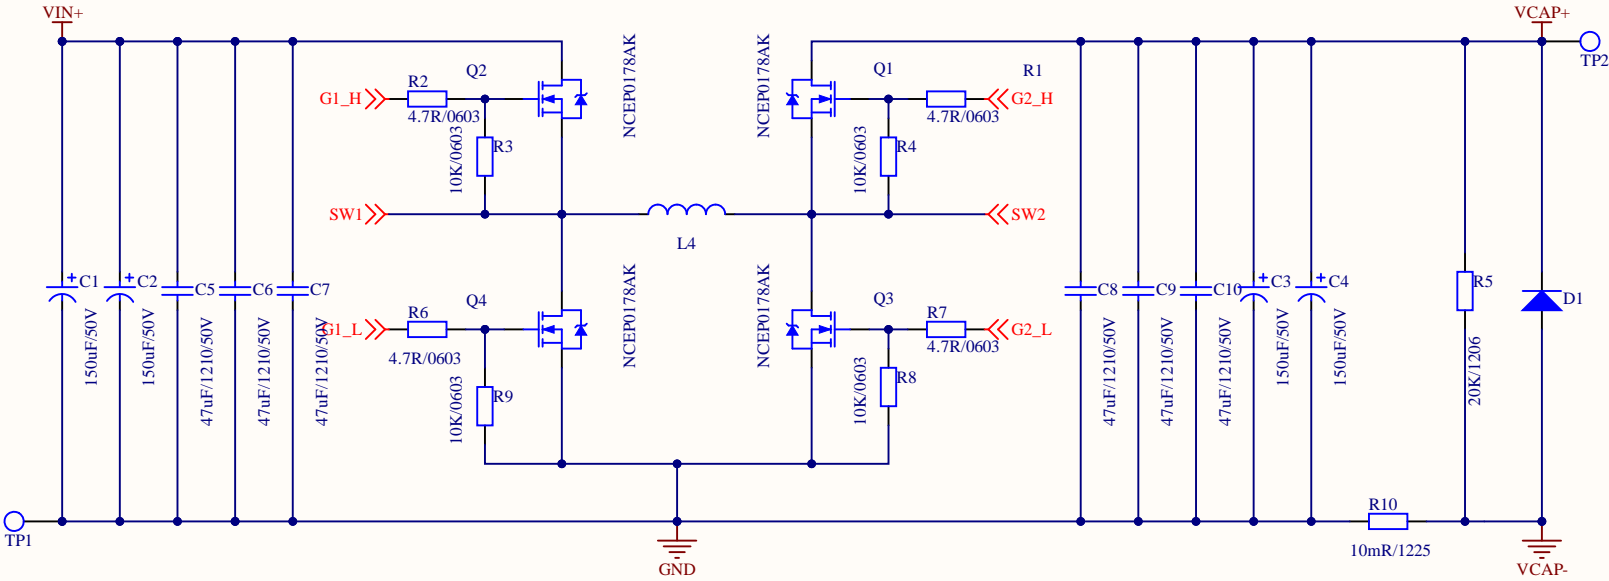 VIN+
VCAP+
TP2
R2
Q2
NCEP0178AK
NCEP0178AK
Q1
R1
G1_H
4.7R/0603
G2_H
4.7R/0603
10K/0603
R3
10K/0603
R4
SW1
L4
SW2
C1
150uF/50V
C2
150uF/50V
C5
47uF/1210/50V
C6
47uF/1210/50V
C7
47uF/1210/50V
G1_L
R6
4.7R/0603
Q4
NCEP0178AK
NCEP0178AK
Q3
R7
4.7R/0603
G2_L
10K/0603
R9
10K/0603
R8
C8
47uF/1210/50V
C9
47uF/1210/50V
C10
47uF/1210/50V
C3
150uF/50V
C4
150uF/50V
R5
20K/1206
D1
TP1
GND
R10
10mR/1225
VCAP-